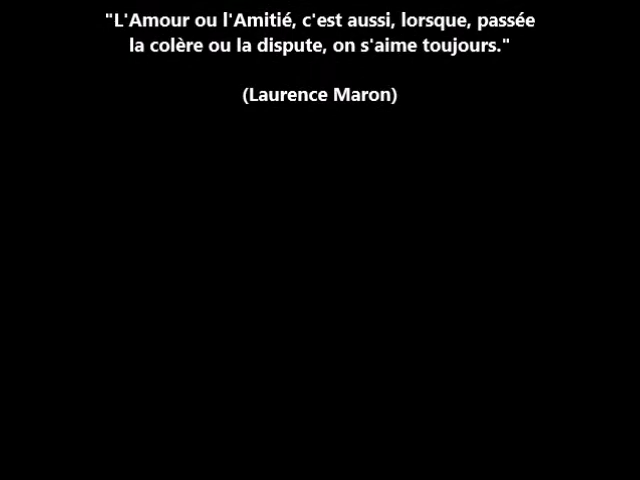 "L'Amour ou l'Amitié, c'est aussi, lorsque, passée
la colère ou la dispute, on s'aime toujours."
(Laurence Maron)